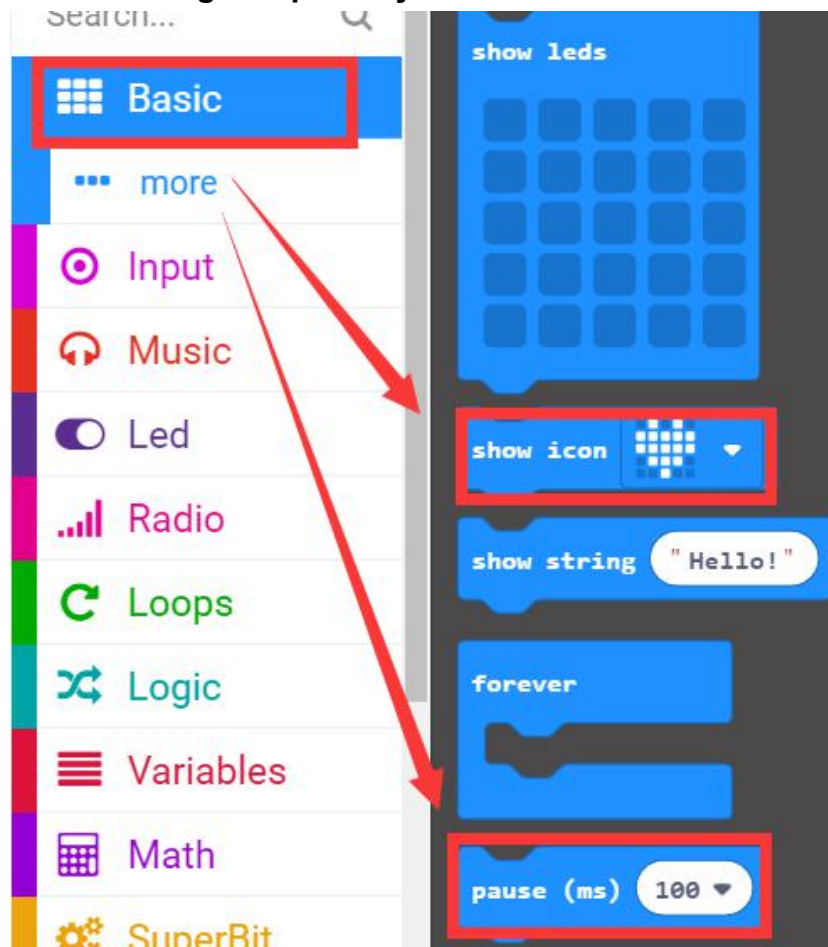 Search...
Basic
more
Input
Music
Led
Radio
Loops
Logic
Variables
Math
SuperBit
show leds
show icon
show string "Hello!"
forever
pause (ms) 100